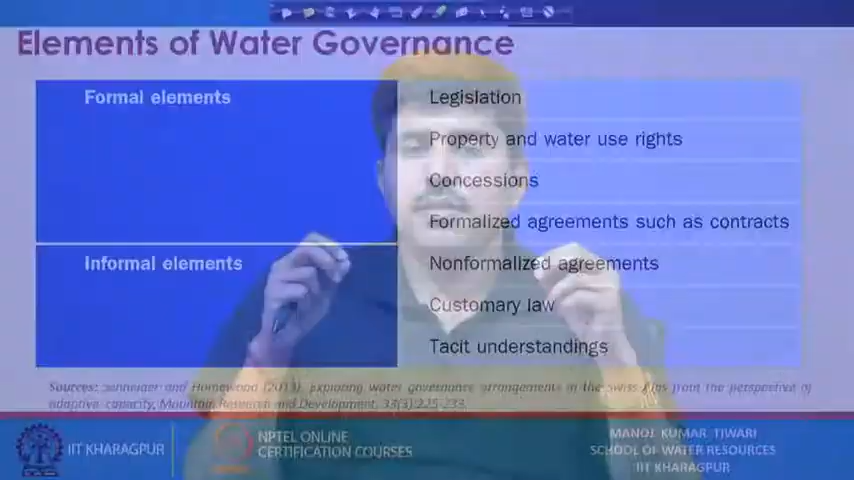 Elements of Water Governance
Formal elements
Legislation
Property and water use rights
Concessions
Formalized agreements such as contracts
Informal elements
Nonformalized agreements
Customary law
Tacit understandings
Sources: and Homewood (2013). Exploring water governance arrangements in the Swiss Alps from the perspective of
adaptive capacity, Mountain Research and Development, 33(3):225-233.
IIT KHARAGPUR
NPTEL ONLINE
CERTIFICATION COURSES
MANOJ KUMAR TIWARI
SCHOOL OF WATER RESOURCES
IIT KHARAGPUR